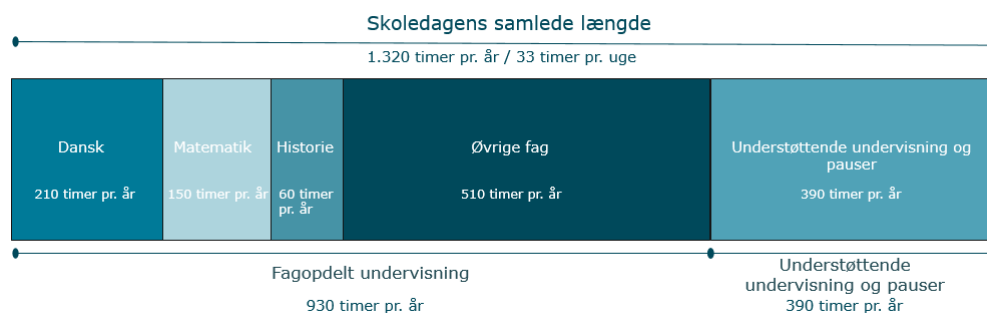 Skoledagens samlede længde
1.320 timer pr. år / 33 timer pr. uge
Dansk
210 timer pr. år
Matematik
150 timer pr. år
Historie
60 timer
pr. år
Øvrige fag
510 timer pr. år
Understøttende undervisning og
pauser
390 timer pr. år
Fagopdelt undervisning
930 timer pr. år
Understøttende
undervisning og pauser
390 timer pr. år